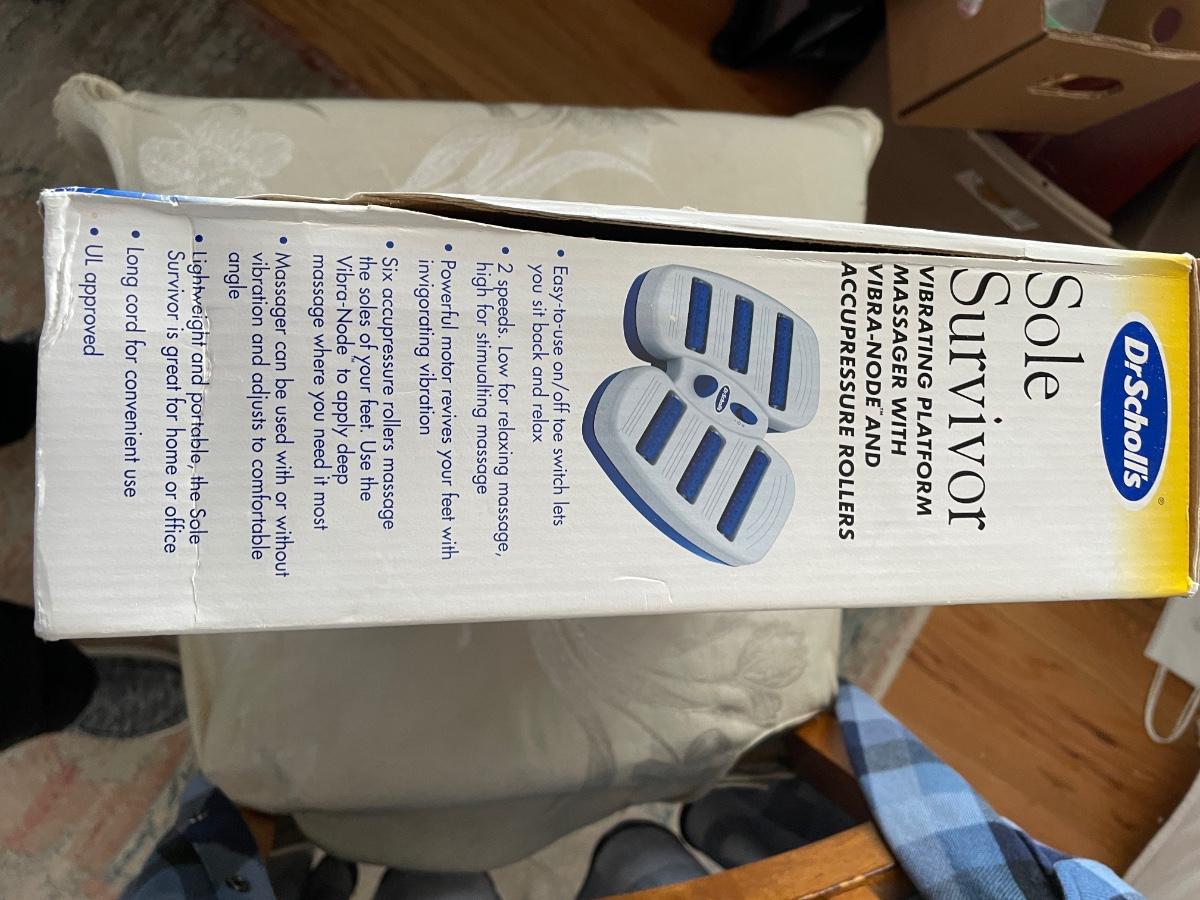 Dr Scholl's®
Sole
Survivor
VIBRATING PLATFORM
MASSAGER WITH
VIBRA-NODE™ AND
ACCUPRESSURE ROLLERS
Dr Scholl's
• Easy-to-use on/off toe switch lets
you sit back and relax
• 2 speeds. Low for relaxing massage,
high for stimualting massage
• Powerful motor revives your feet with
invigorating vibration
• Six accupressure rollers massage
the soles of your feet. Use the
Vibra-Node™ to apply deep
massage where you need it most
• Massager can be used with or without
vibration and adjusts to comfortable
angle
• Lightweight and portable, the Sole
Survivor is great for home or office
• Long cord for convenient use
• UL approved